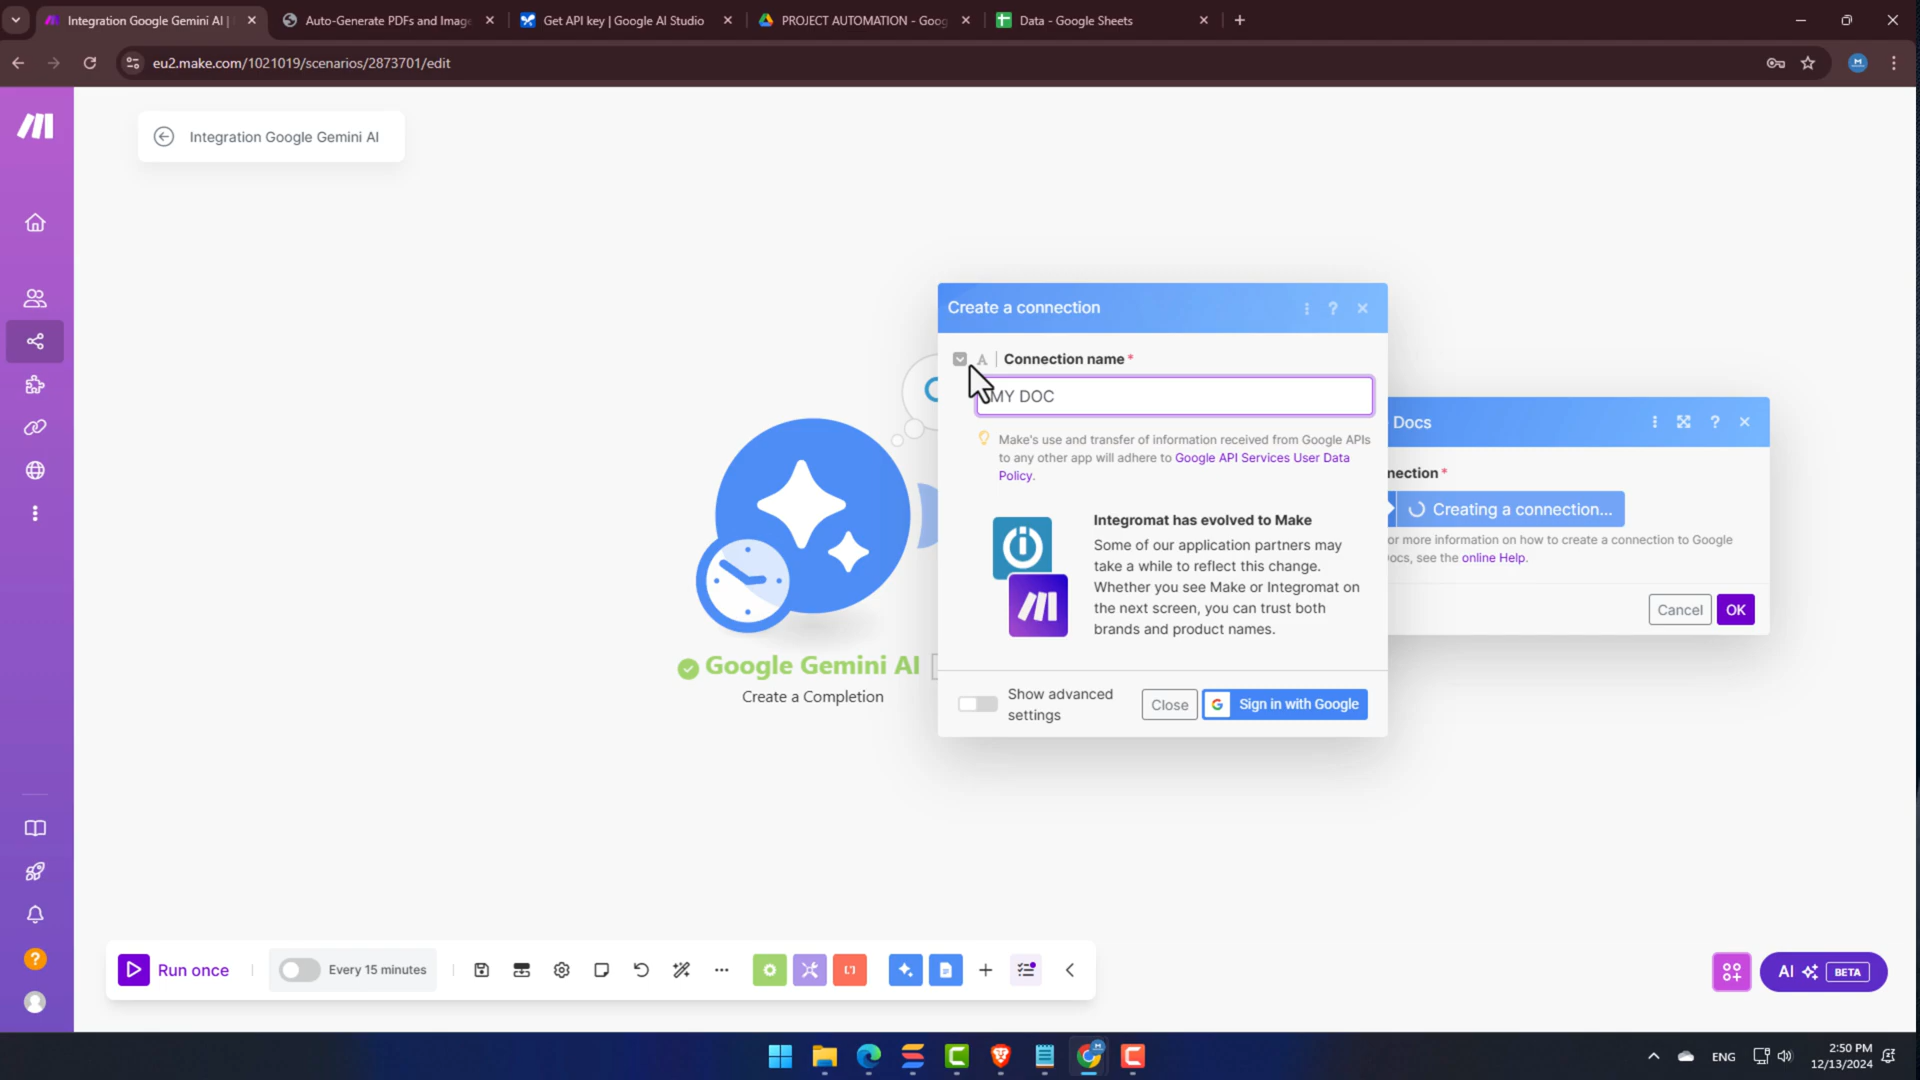 Integration Google Gemini AI |
Auto-Generate PDFs and Image
Get API key | Google AI Studio
PROJECT AUTOMATION - Goog
Data - Google Sheets
eu2.make.com/1021019/scenarios/2873701/edit
Integration Google Gemini AI
Create a connection
Connection name *
MY DOC
Make's use and transfer of information received from Google APIs
to any other app will adhere to Google API Services User Data
Policy.
Integromat has evolved to Make
Some of our application partners may
take a while to reflect this change.
Whether you see Make or Integromat on
the next screen, you can trust both
brands and product names.
Show advanced
settings
Close
Sign in with Google
Docs
nection *
Creating a connection...
or more information on how to create a connection to Google
ocs, see the online Help.
Cancel
OK
Google Gemini AI
Create a Completion
Run once
Every 15 minutes
AI
BETA
ENG
2:50 PM
12/13/2024